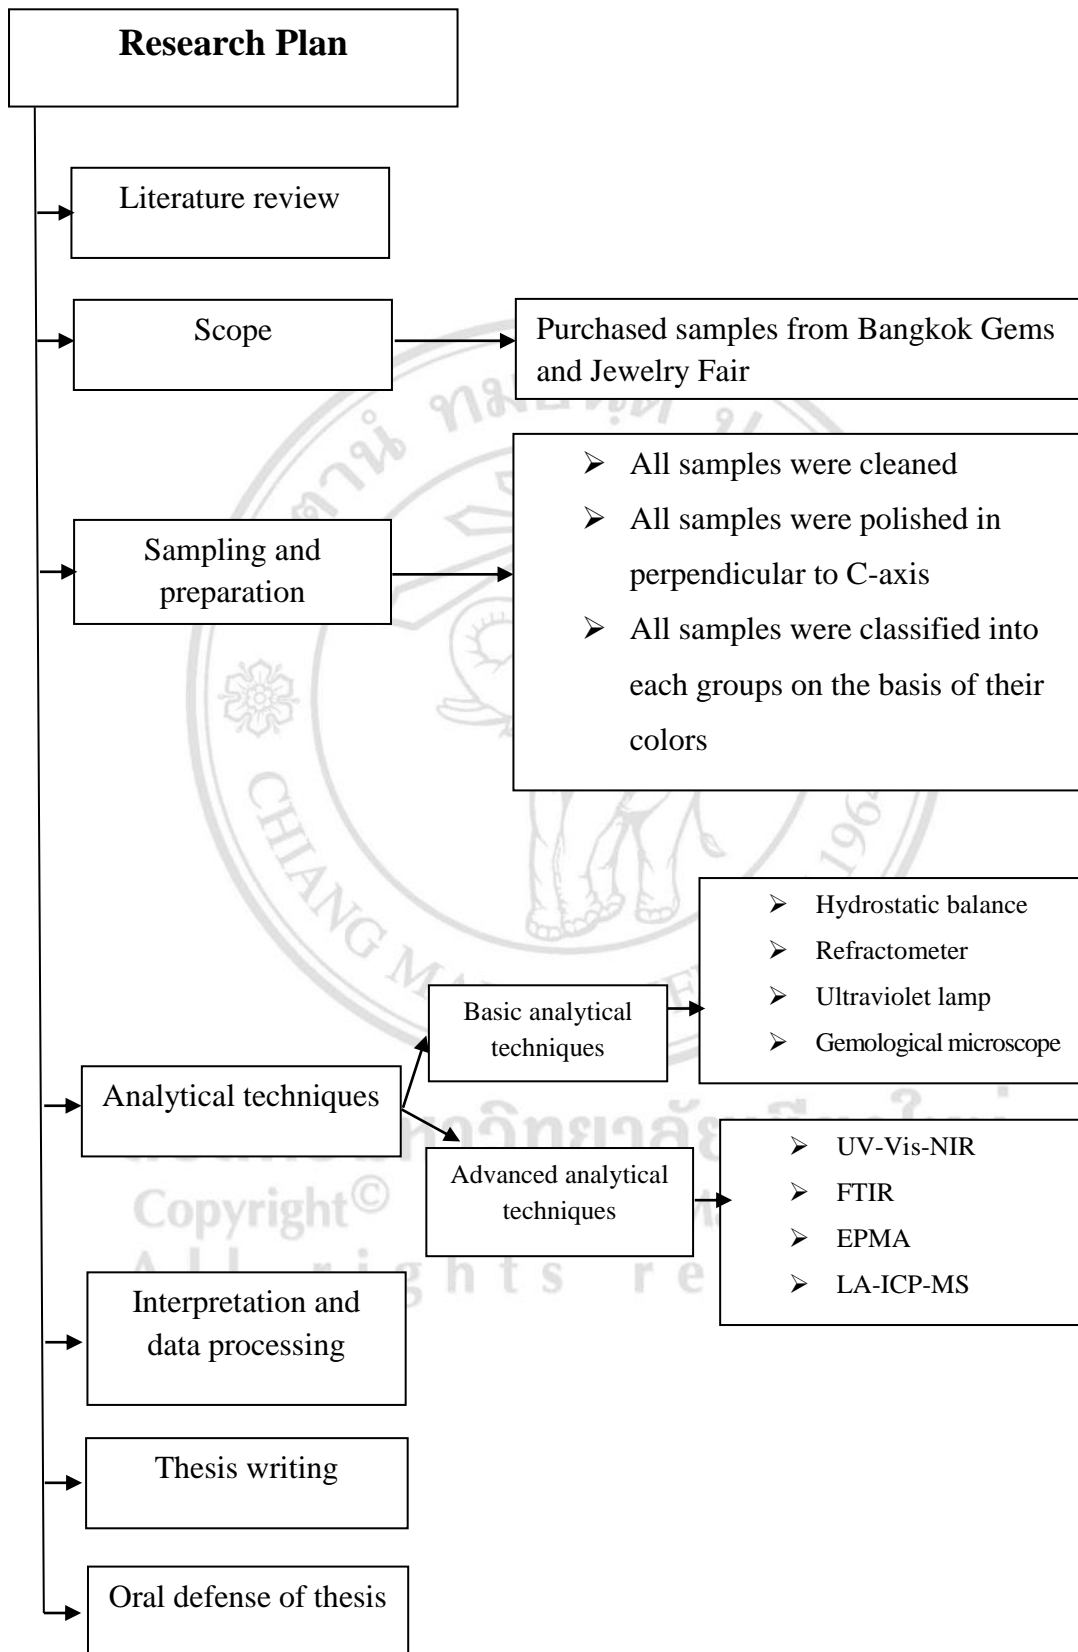 Research Plan
Literature review
Scope
Purchased samples from Bangkok Gems
and Jewelry Fair
Sampling and
preparation
➢ All samples were cleaned
➢ All samples were polished in
perpendicular to C-axis
➢ All samples were classified into
each groups on the basis of their
colors
Analytical techniques
Basic analytical
techniques
➢ Hydrostatic balance
➢ Refractometer
➢ Ultraviolet lamp
➢ Gemological microscope
Advanced analytical
techniques
➢ UV-Vis-NIR
➢ FTIR
➢ EPMA
➢ LA-ICP-MS
Interpretation and
data processing
Thesis writing
Oral defense of thesis
CHIANG
196
Copyright©
rights